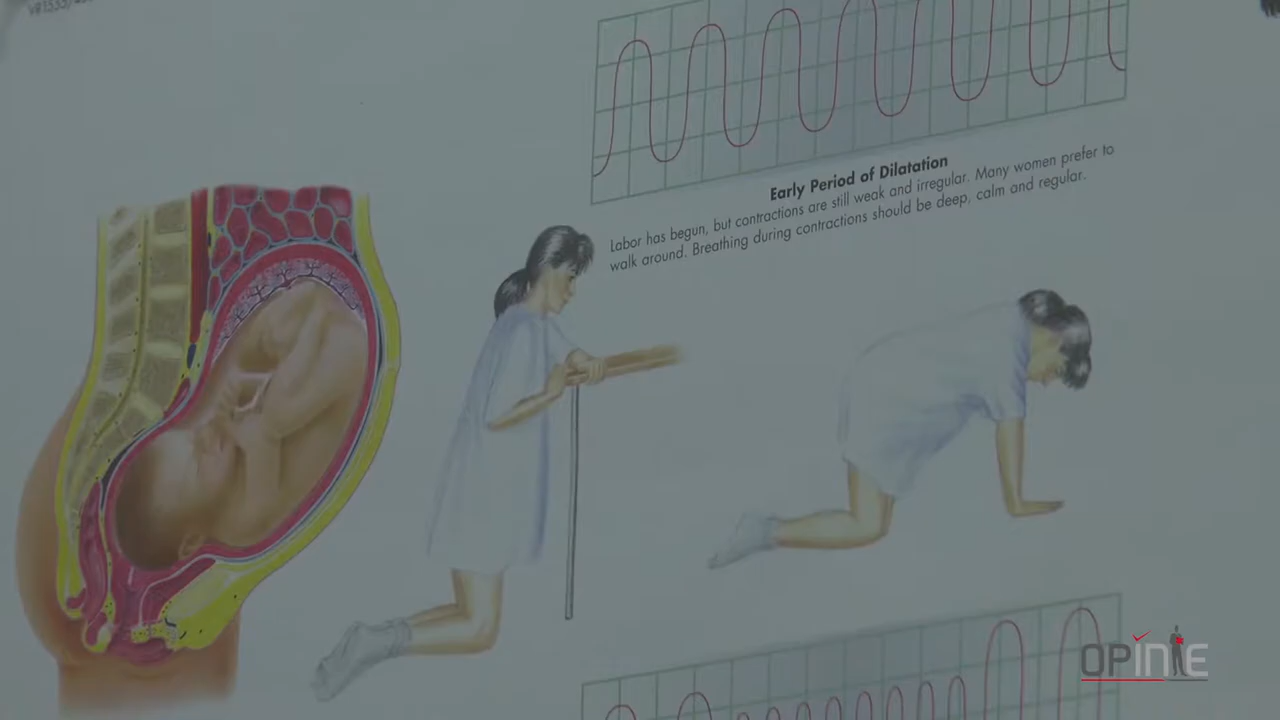 Early Period of Dilatation
Labor has begun, but contractions are still weak and irregular. Many women prefer to
walk around. Breathing during contractions should be deep, calm and regular.
OPINIE